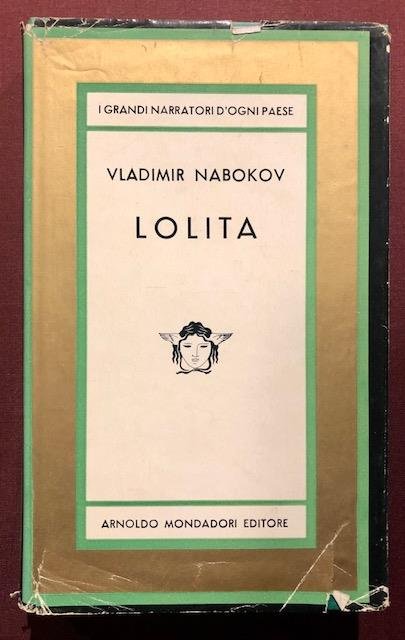 I GRANDI NARRATORI D'OGNI PAESE
VLADIMIR NABOKOV
LOLITA
ARNOLDO MONDADORI EDITORE